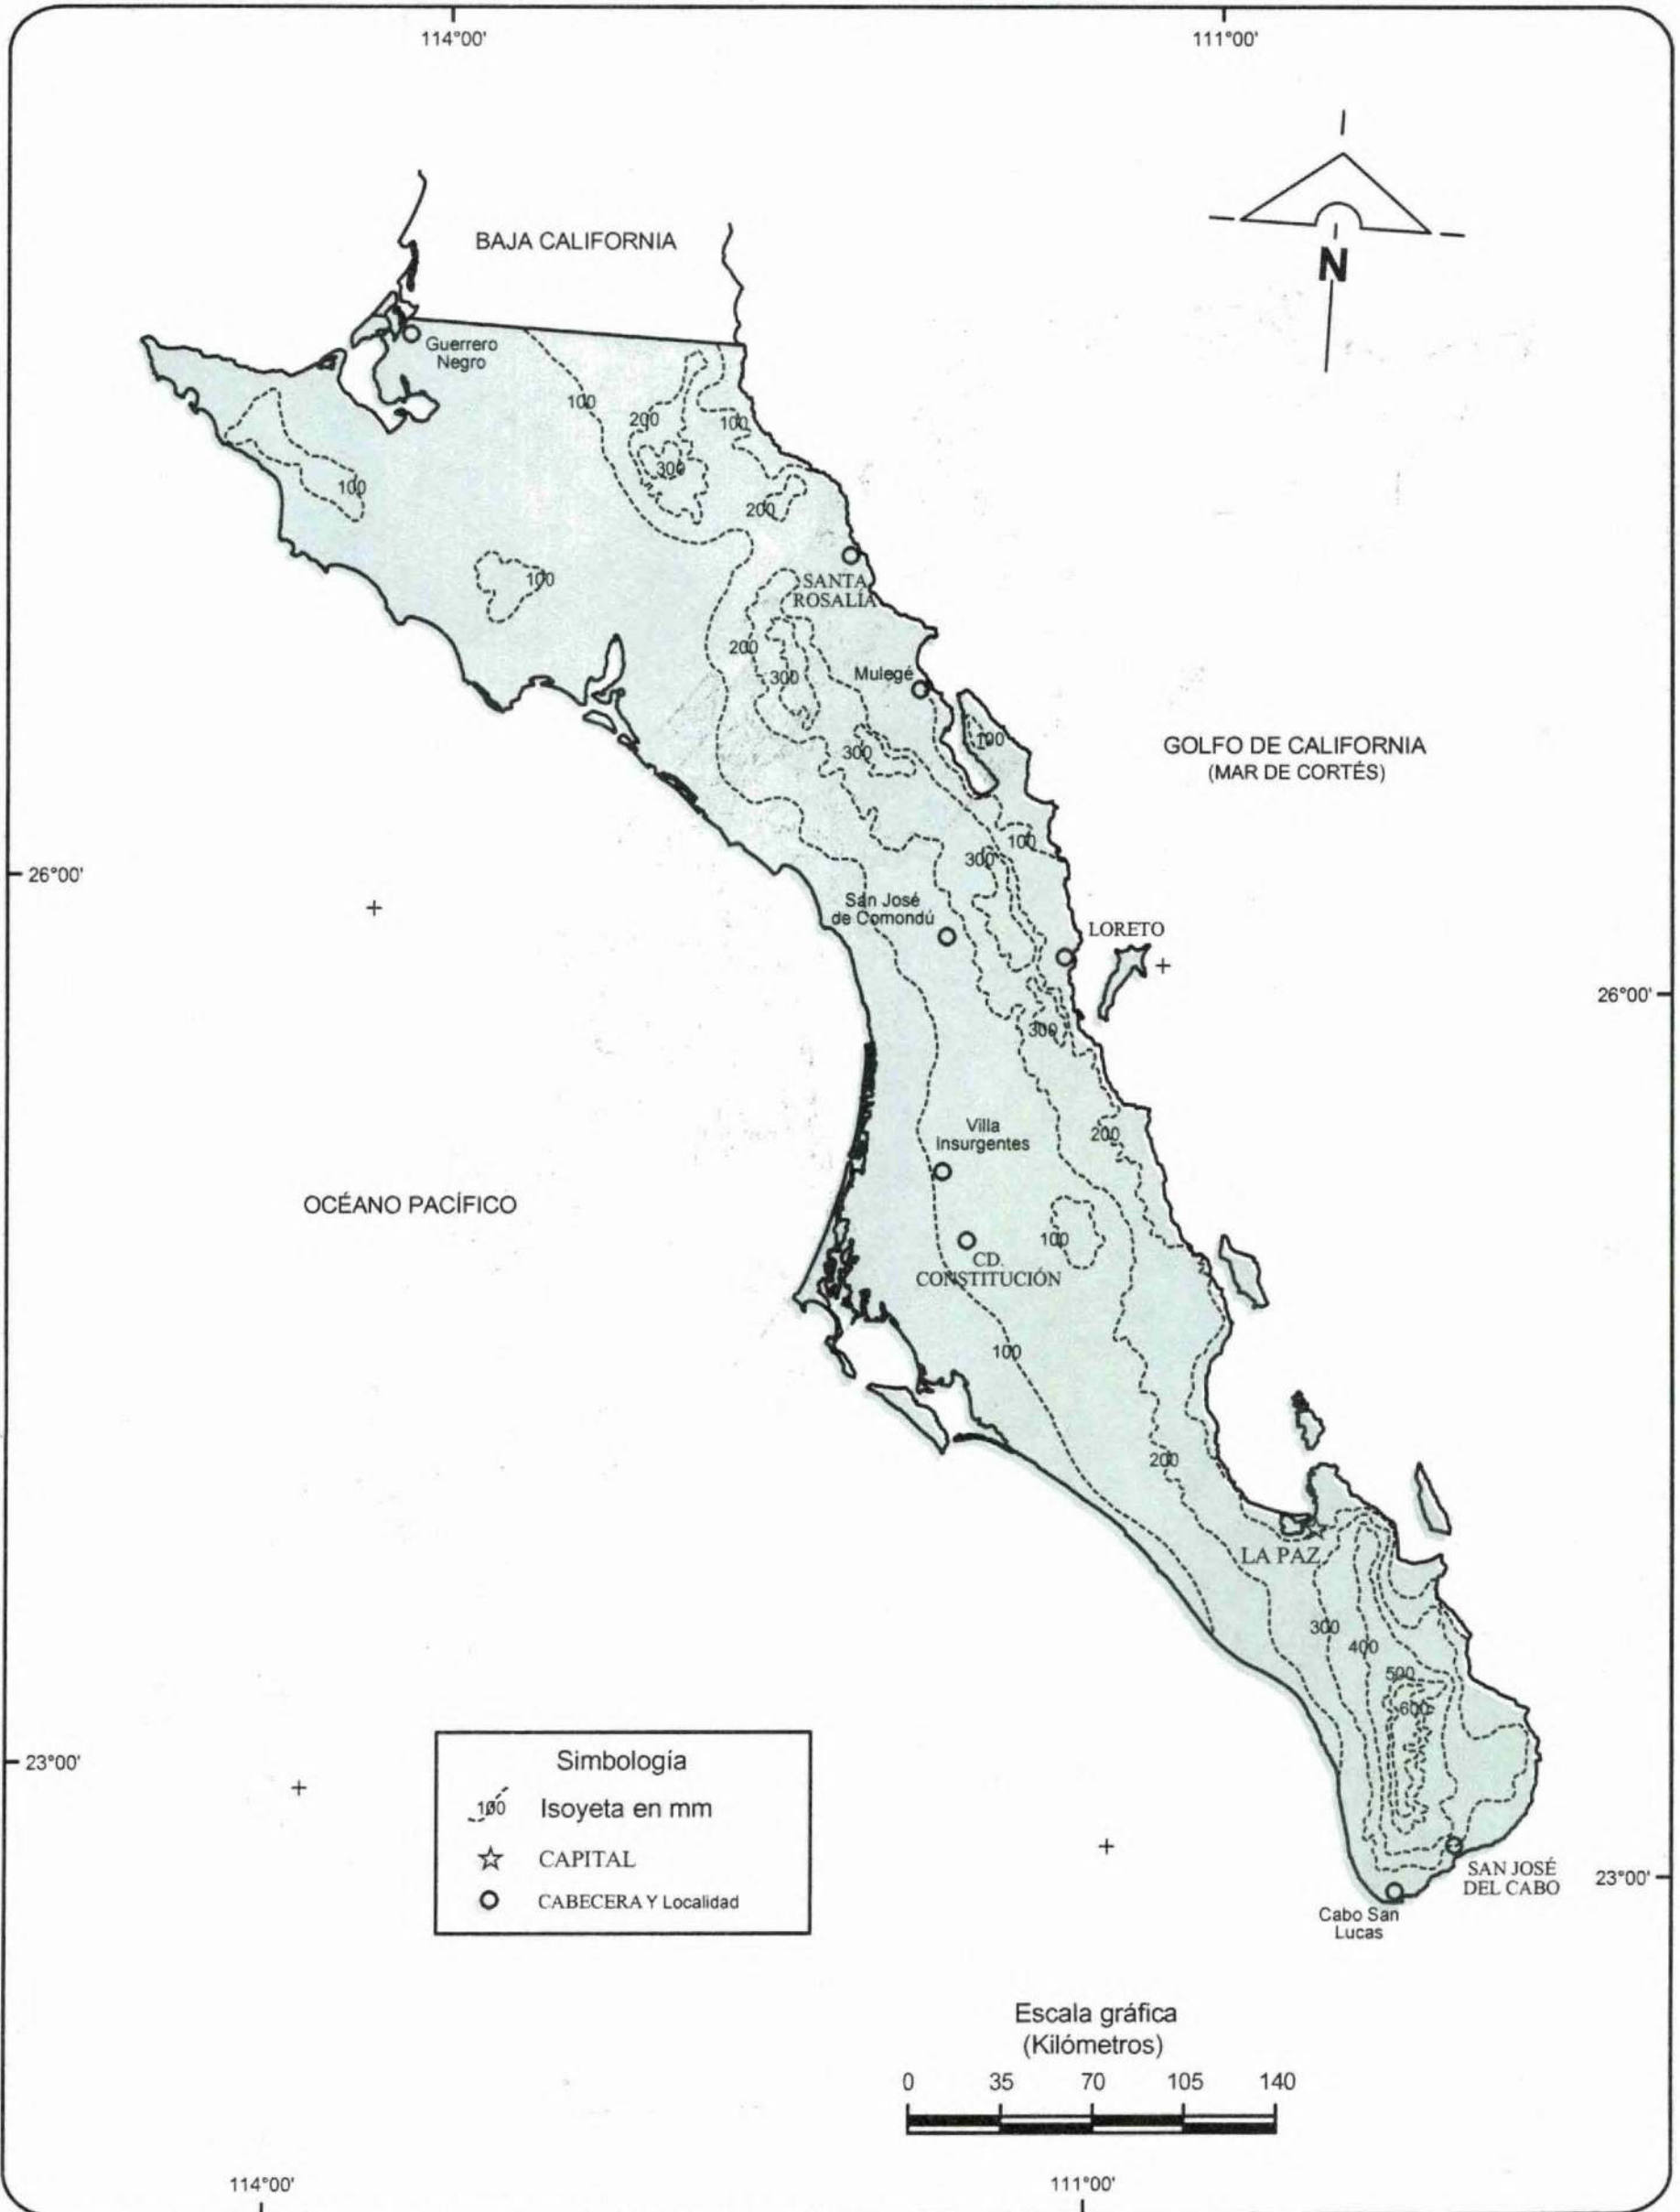 114°00'
111°00'
BAJA CALIFORNIA
N
Guerrero
Negro
100
200
100
300
100
200
100
SANTA
ROSALÍA
200
300
Mulegé
100
GOLFO DE CALIFORNIA
(MAR DE CORTÉS)
300
100
300
26°00'
San José
de Comondú
LORETO
26°00'
300
Villa
Insurgentes
200
OCÉANO PACÍFICO
100
CD.
CONSTITUCIÓN
100
200
LA PAZ
300
400
500
600
23°00'
Simbología
100 Isoyeta en mm
CAPITAL
CABECERA Y Localidad
SAN JOSÉ
DEL CABO
23°00'
Cabo San
Lucas
Escala gráfica
(Kilómetros)
0 35 70 105 140
114°00'
111°00'